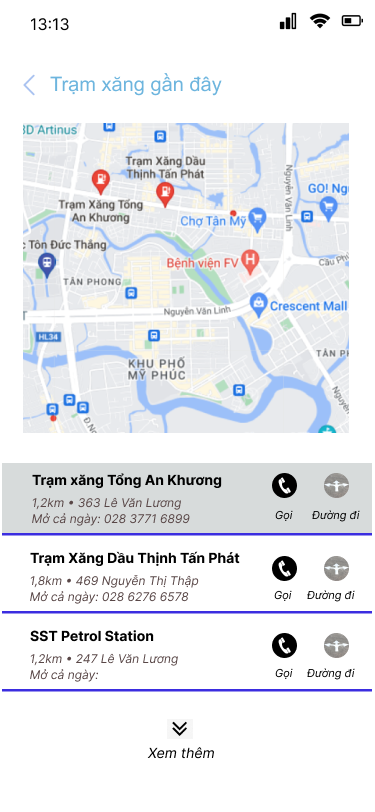 13:13
Trạm xăng gần đây
3D Artinus
Trạm Xăng Dầu
Thịnh Tấn Phát
Trạm Xăng Tổng
An Khương
Nguyễn Văn Linh
GO! Ng
Chợ Tân Mỹ
c Tôn Đức Thắng
Bệnh viện FV
Cầu Phú
TÂN PHONG
Crescent Mall
Nguyễn Văn Linh
HL34
TÂN PH
KHU PHỐ
MỸ PHÚC
Trạm xăng Tổng An Khương
1,2km • 363 Lê Văn Lương
Mở cả ngày: 028 3771 6899
Gọi
Đường đi
Trạm Xăng Dầu Thịnh Tấn Phát
1,8km • 469 Nguyễn Thị Thập
Mở cả ngày: 028 6276 6578
Gọi
Đường đi
SST Petrol Station
1,2km • 247 Lê Văn Lương
Mở cả ngày:
Gọi
Đường đi
Xem thêm